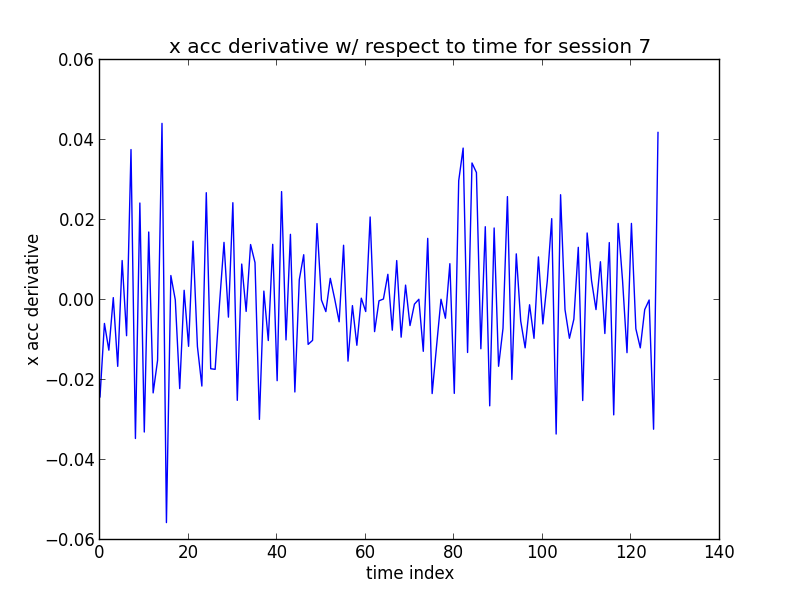 x acc derivative w/ respect to time for session 7
0.06
0.04
0.02
0.00
−0.02
−0.04
−0.06
x acc derivative
0 20 40 60 80 100 120 140
time index